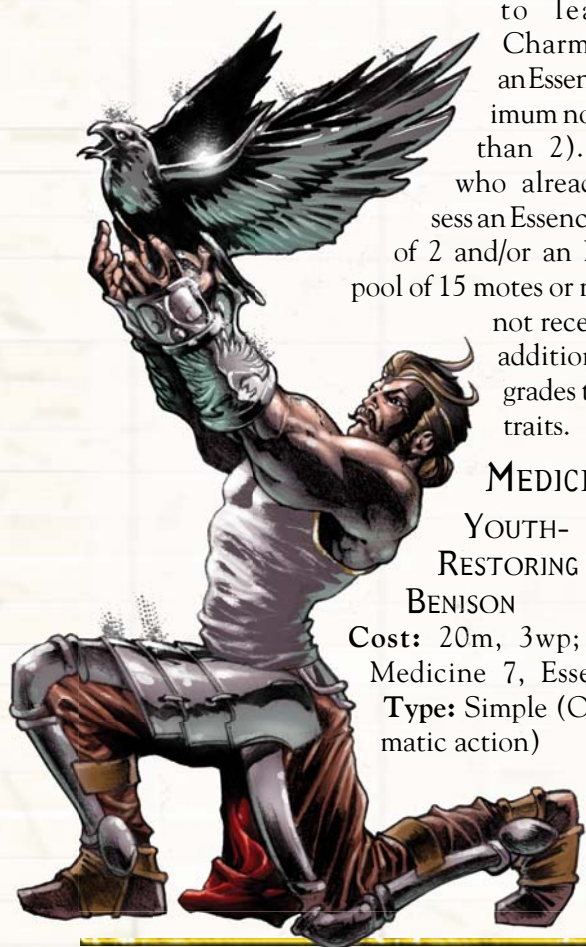 to lea
Charm
an Essen
imum no
than 2).
who alread
sess an Essence
of 2 and/or an
pool of 15 motes or
not rece
addition
grades t
traits.
MEDICI
YOUTH-
RESTORING
BENISON
Cost: 20m, 3wp;
Medicine 7, Esse
Type: Simple (
matic action)